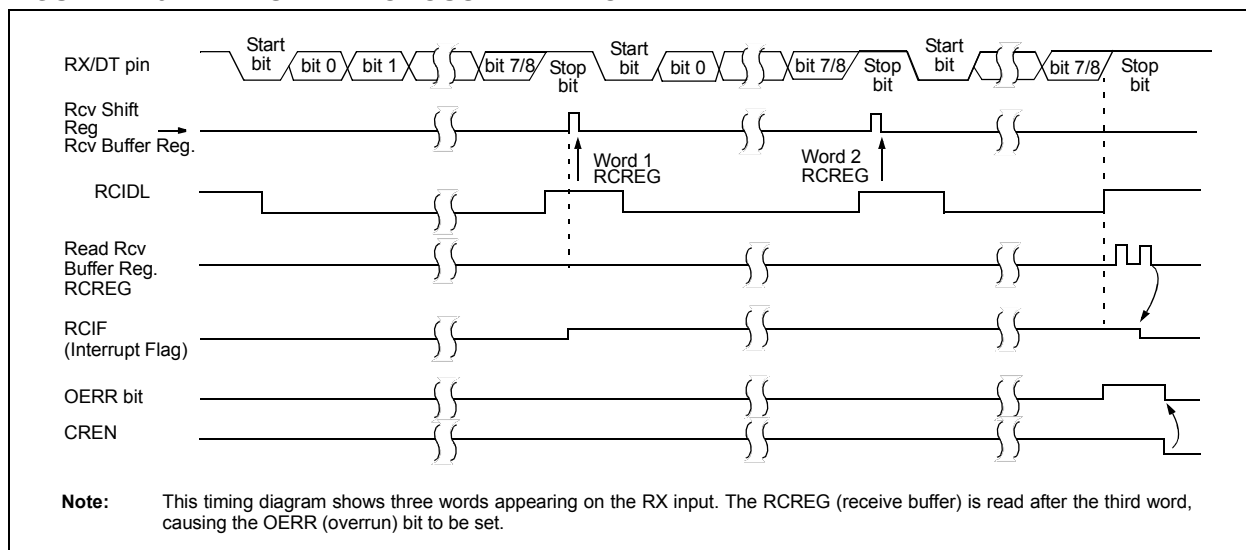 Start
bit
bit 0
bit 1
bit 7/8
Stop
bit
Start
bit
bit 0
bit 7/8
Stop
bit
Start
bit
bit 7/8
Stop
bit
RX/DT pin
Rcv Shift
Reg
Rcv Buffer Reg.
Word 1
RCREG
Word 2
RCREG
RCIDL
Read Rcv
Buffer Reg.
RCREG
RCIF
(Interrupt Flag)
OERR bit
CREN
Note: This timing diagram shows three words appearing on the RX input. The RCREG (receive buffer) is read after the third word,
causing the OERR (overrun) bit to be set.